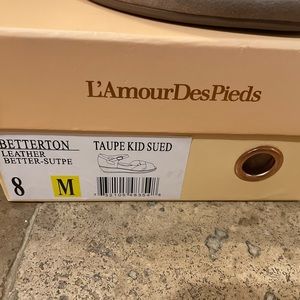 L'AmourDesPieds
BETTERTON
LEATHER
BETTER-SUTPE
TAUPE KID SUED
8
M